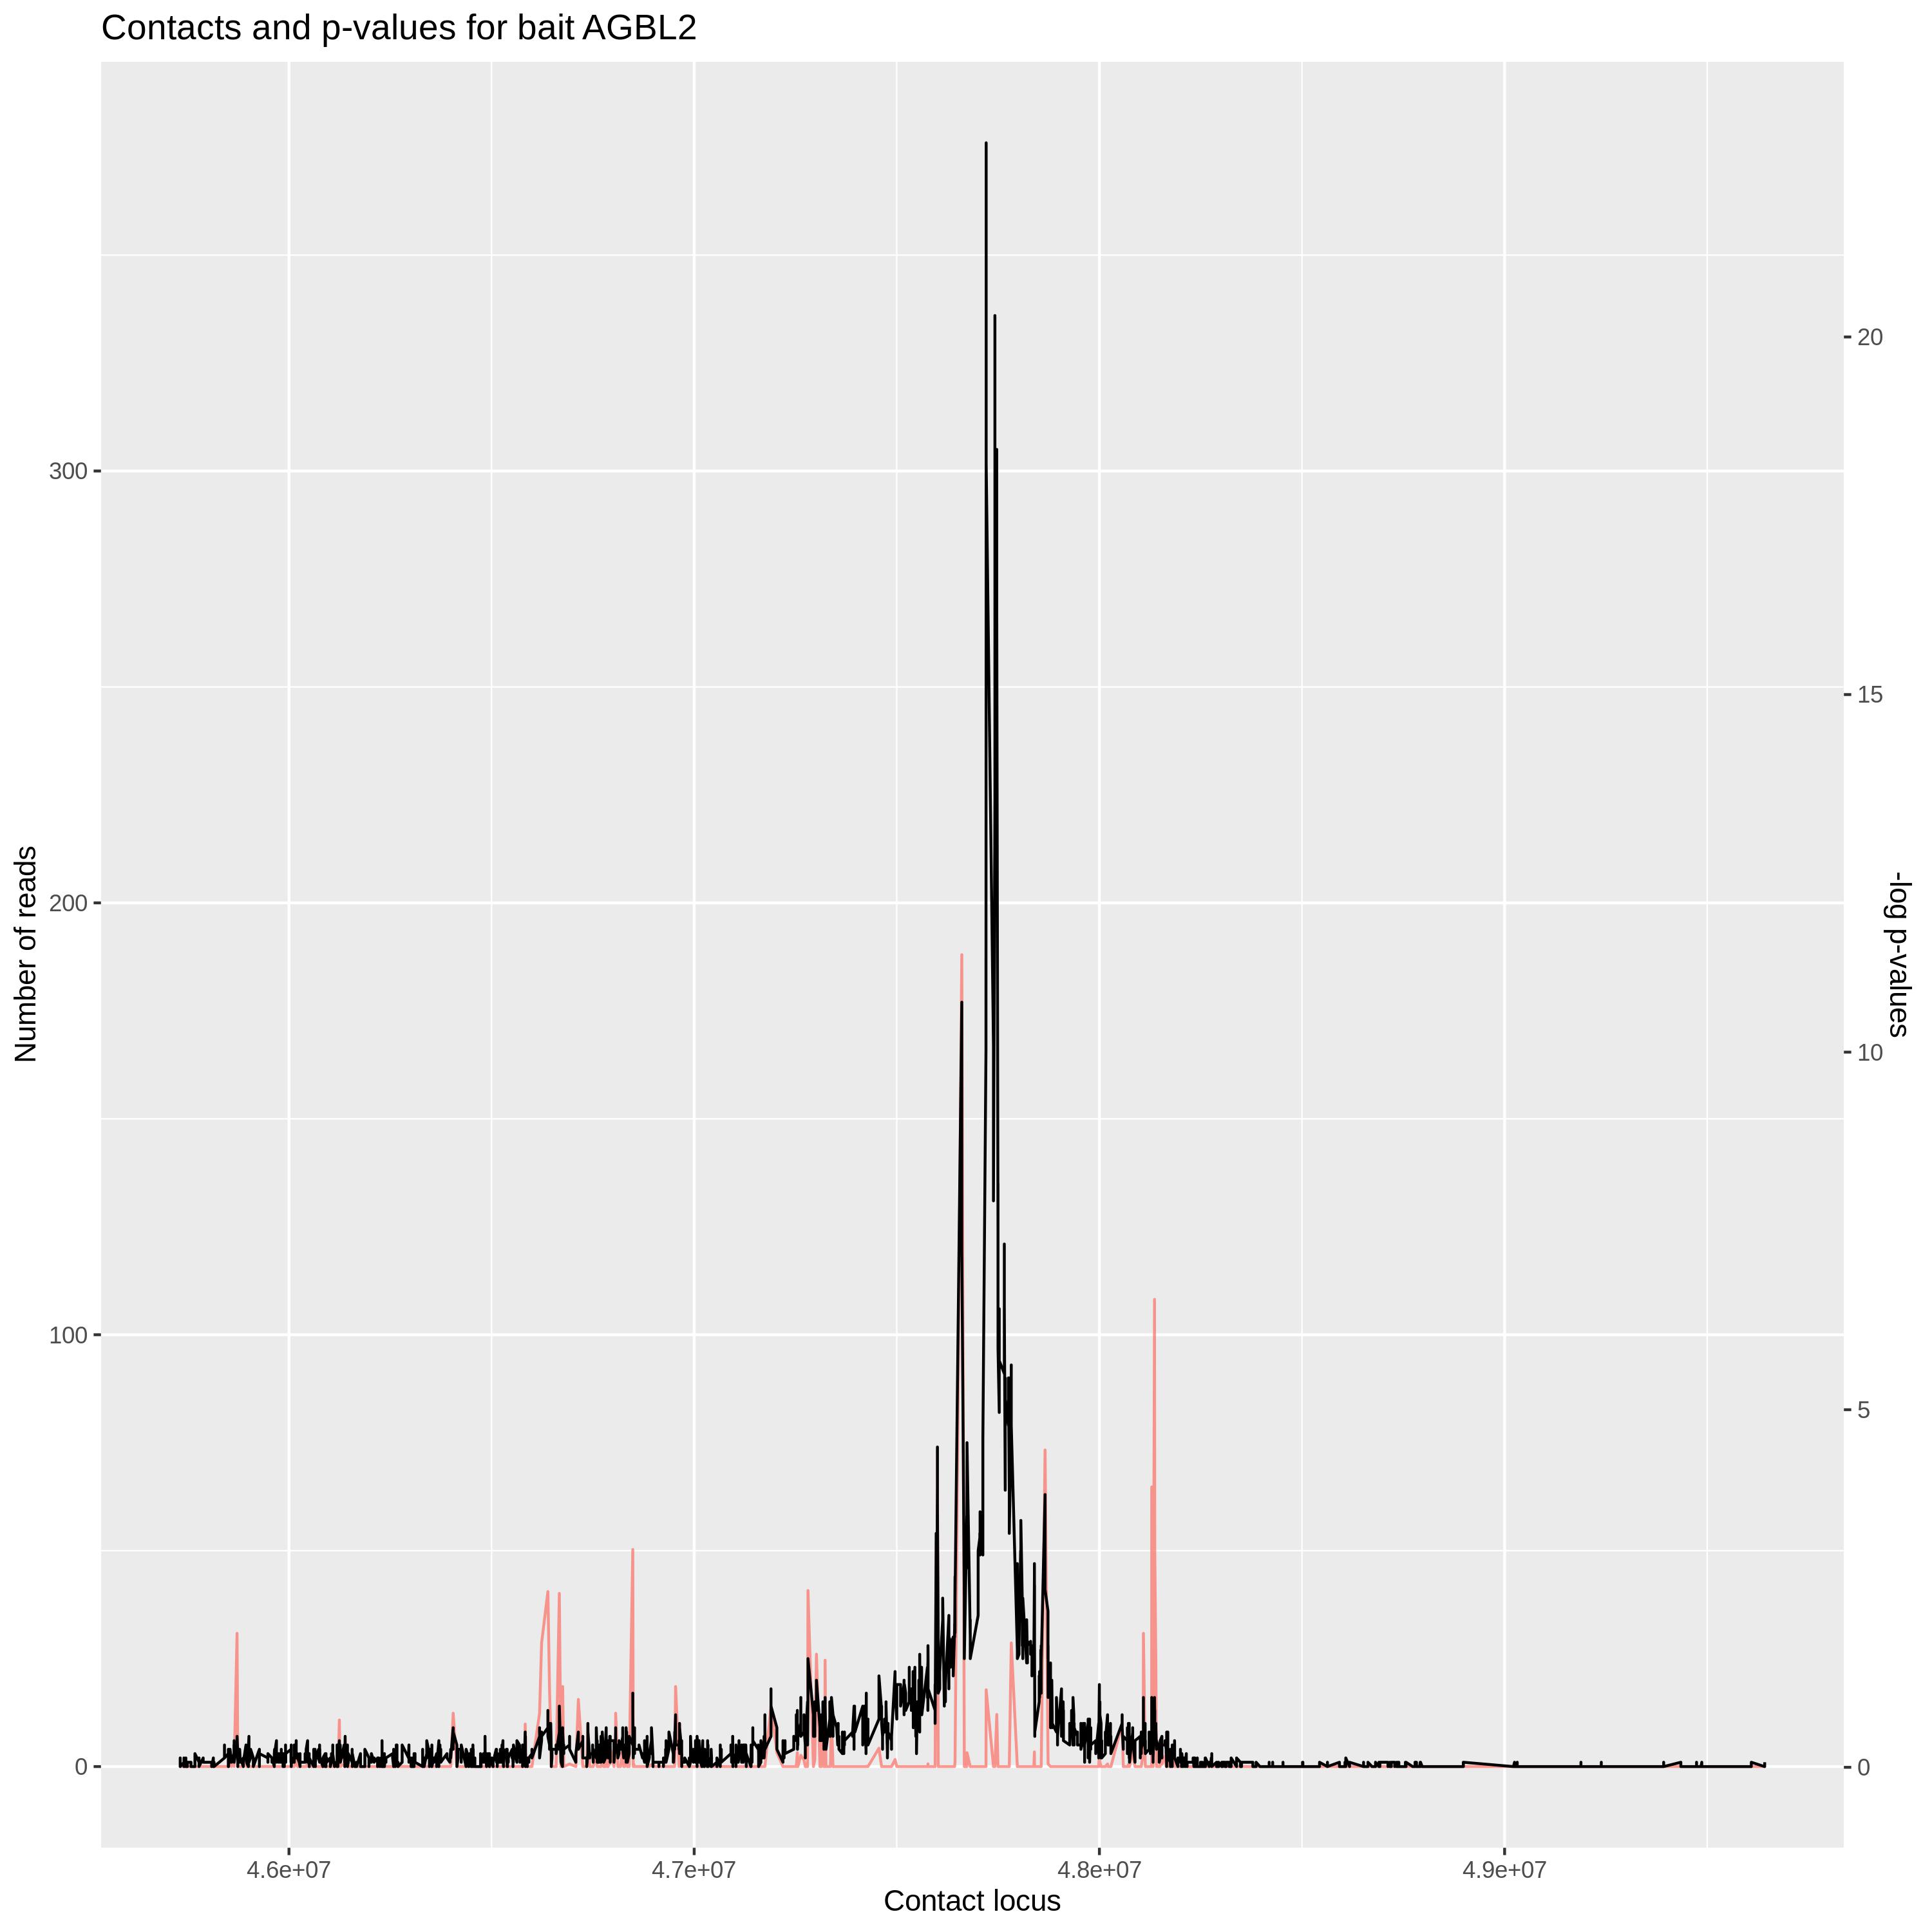 Contacts and p-values for bait AGBL2
Number of reads
300
200
100
0
20
15
10
5
0
-log p-values
4.6e+07
4.7e+07
4.8e+07
4.9e+07
Contact locus